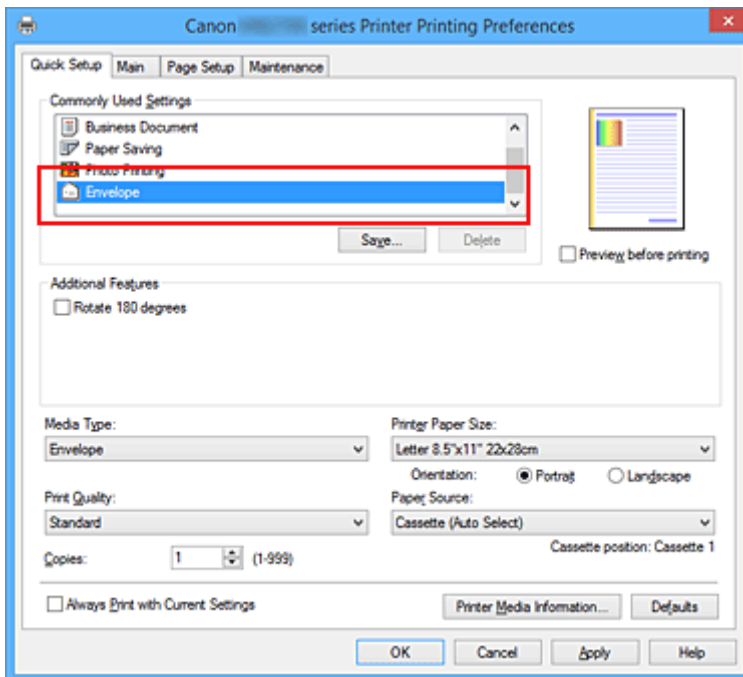 Canon series Printer Printing Preferences
Quick Setup Main Page Setup Maintenance
Commonly Used Settings
Business Document
Paper Saving
Photo Printing
Envelope
Save... Delete
Preview before printing
Additional Features
Rotate 180 degrees
Media Type:
Envelope
Printer Paper Size:
Letter 8.5"x11" 22x28cm
Orientation: Portrait Landscape
Print Quality:
Standard
Paper Source:
Cassette (Auto Select)
Cassette position: Cassette 1
Copies: 1 (1-999)
Always Print with Current Settings
Printer Media Information... Defaults
OK Cancel Apply Help